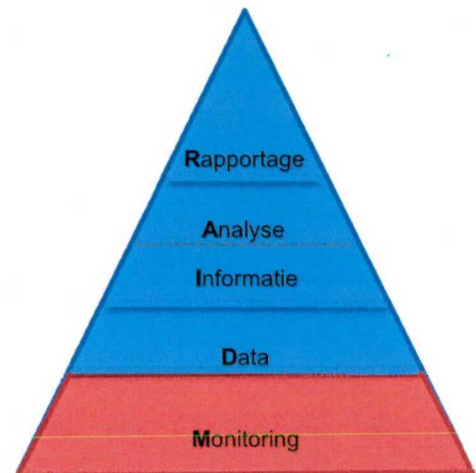 Rapportage
Analyse
Informatie
Data
Monitoring